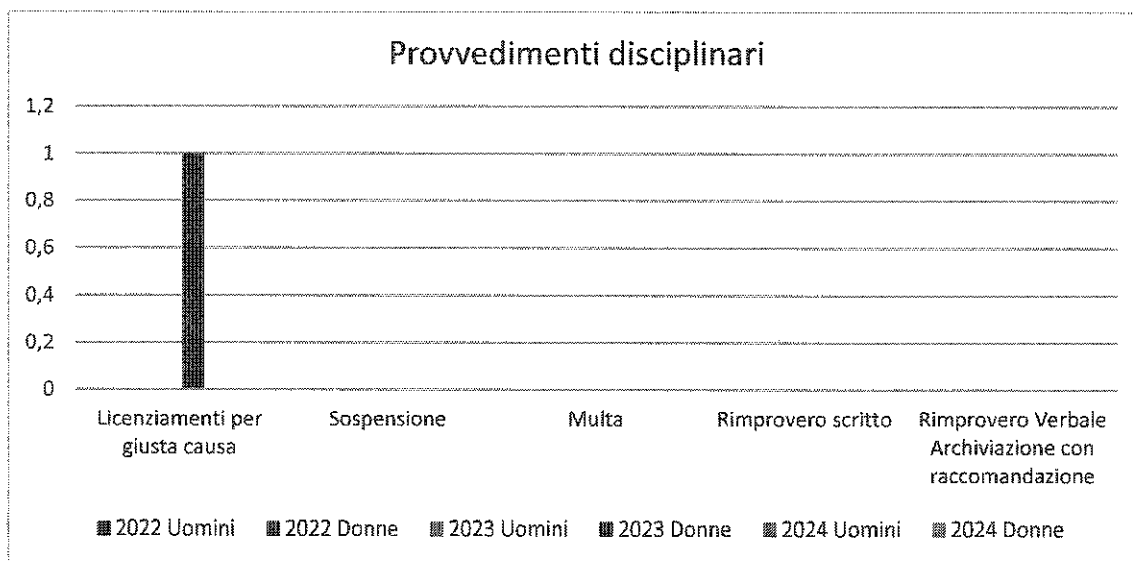 Provvedimenti disciplinari
1,2
1
0,8
0,6
0,4
0,2
0
Licenziamenti per giusta causa
Sospensione
Multa
Rimprovero scritto
Rimprovero Verbale Archiviazione con raccomandazione
2022 Uomini 2022 Donne 2023 Uomini 2023 Donne 2024 Uomini 2024 Donne